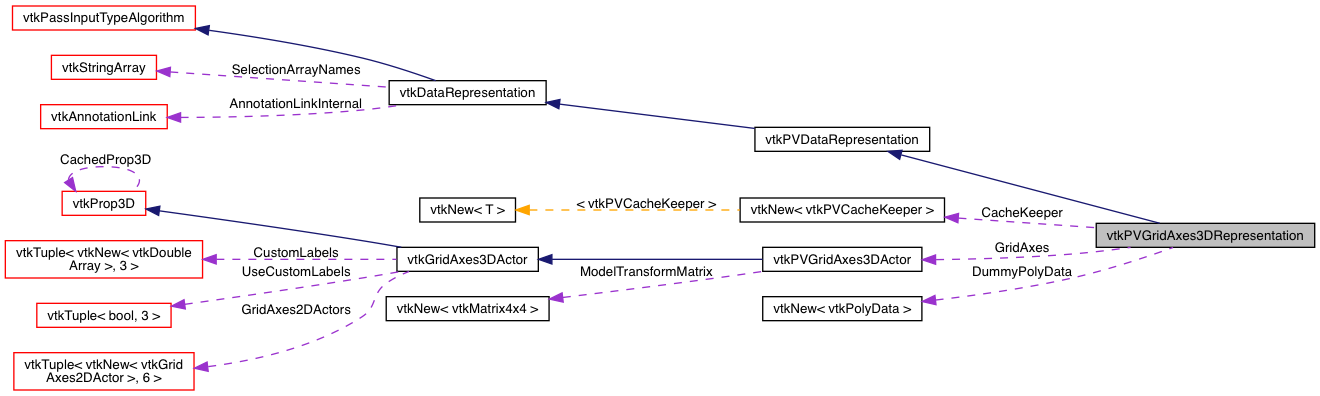 vtkPassInputTypeAlgorithm
vtkStringArray
SelectionArrayNames
vtkDataRepresentation
AnnotationLinkInternal
vtkAnnotationLink
vtkPVDataRepresentation
CachedProp3D
vtkProp3D
vtkNew< T >
< vtkPVCacheKeeper >
vtkNew< vtkPVCacheKeeper >
CacheKeeper
vtkPVGridAxes3DRepresentation
vtkTuple< vtkNew< vtkDouble
Array >, 3 >
CustomLabels
UseCustomLabels
vtkGridAxes3DActor
ModelTransformMatrix
vtkPVGridAxes3DActor
GridAxes
DummyPolyData
vtkTuple< bool, 3 >
GridAxes2DActors
vtkNew< vtkMatrix4x4 >
vtkNew< vtkPolyData >
vtkTuple< vtkNew< vtkGrid
Axes2DActor >, 6 >